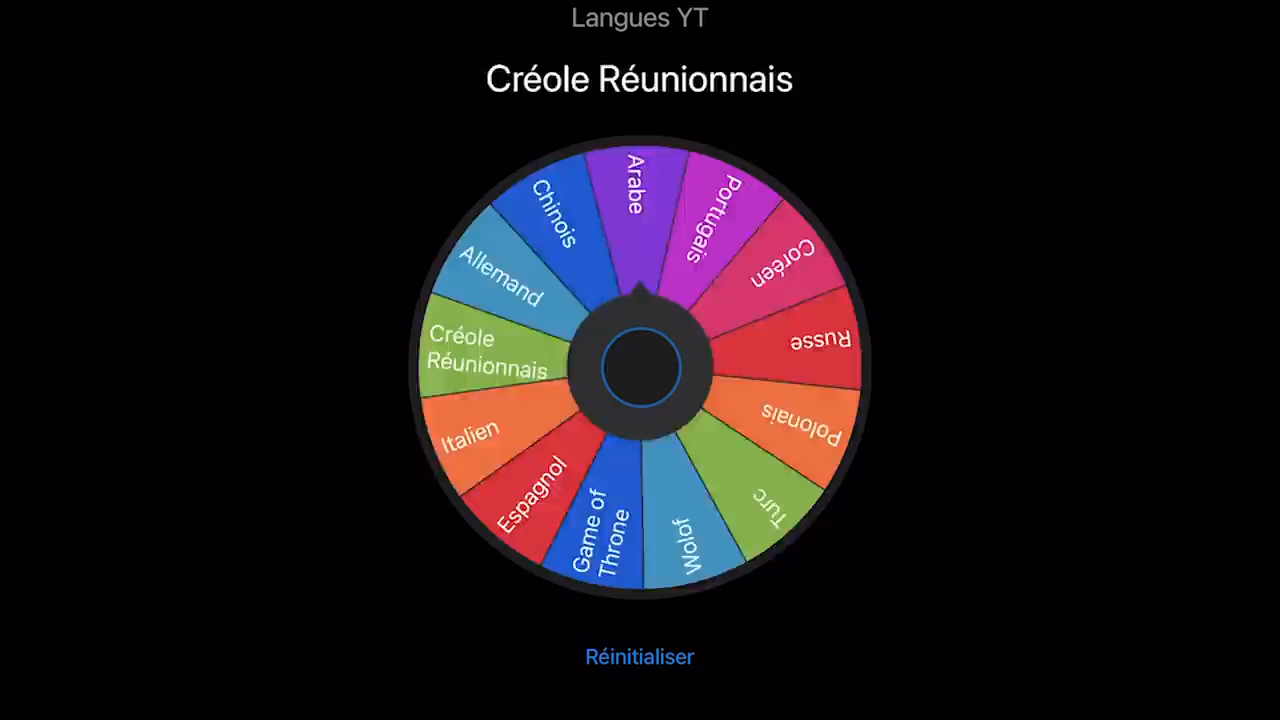 Langues YT
Créole Réunionnais
Arabe
Portugais
Coréen
Russe
Polonais
Turc
Wolof
Game of
Throne
Espagnol
Italien
Créole
Réunionnais
Allemand
Chinois
Réinitialiser